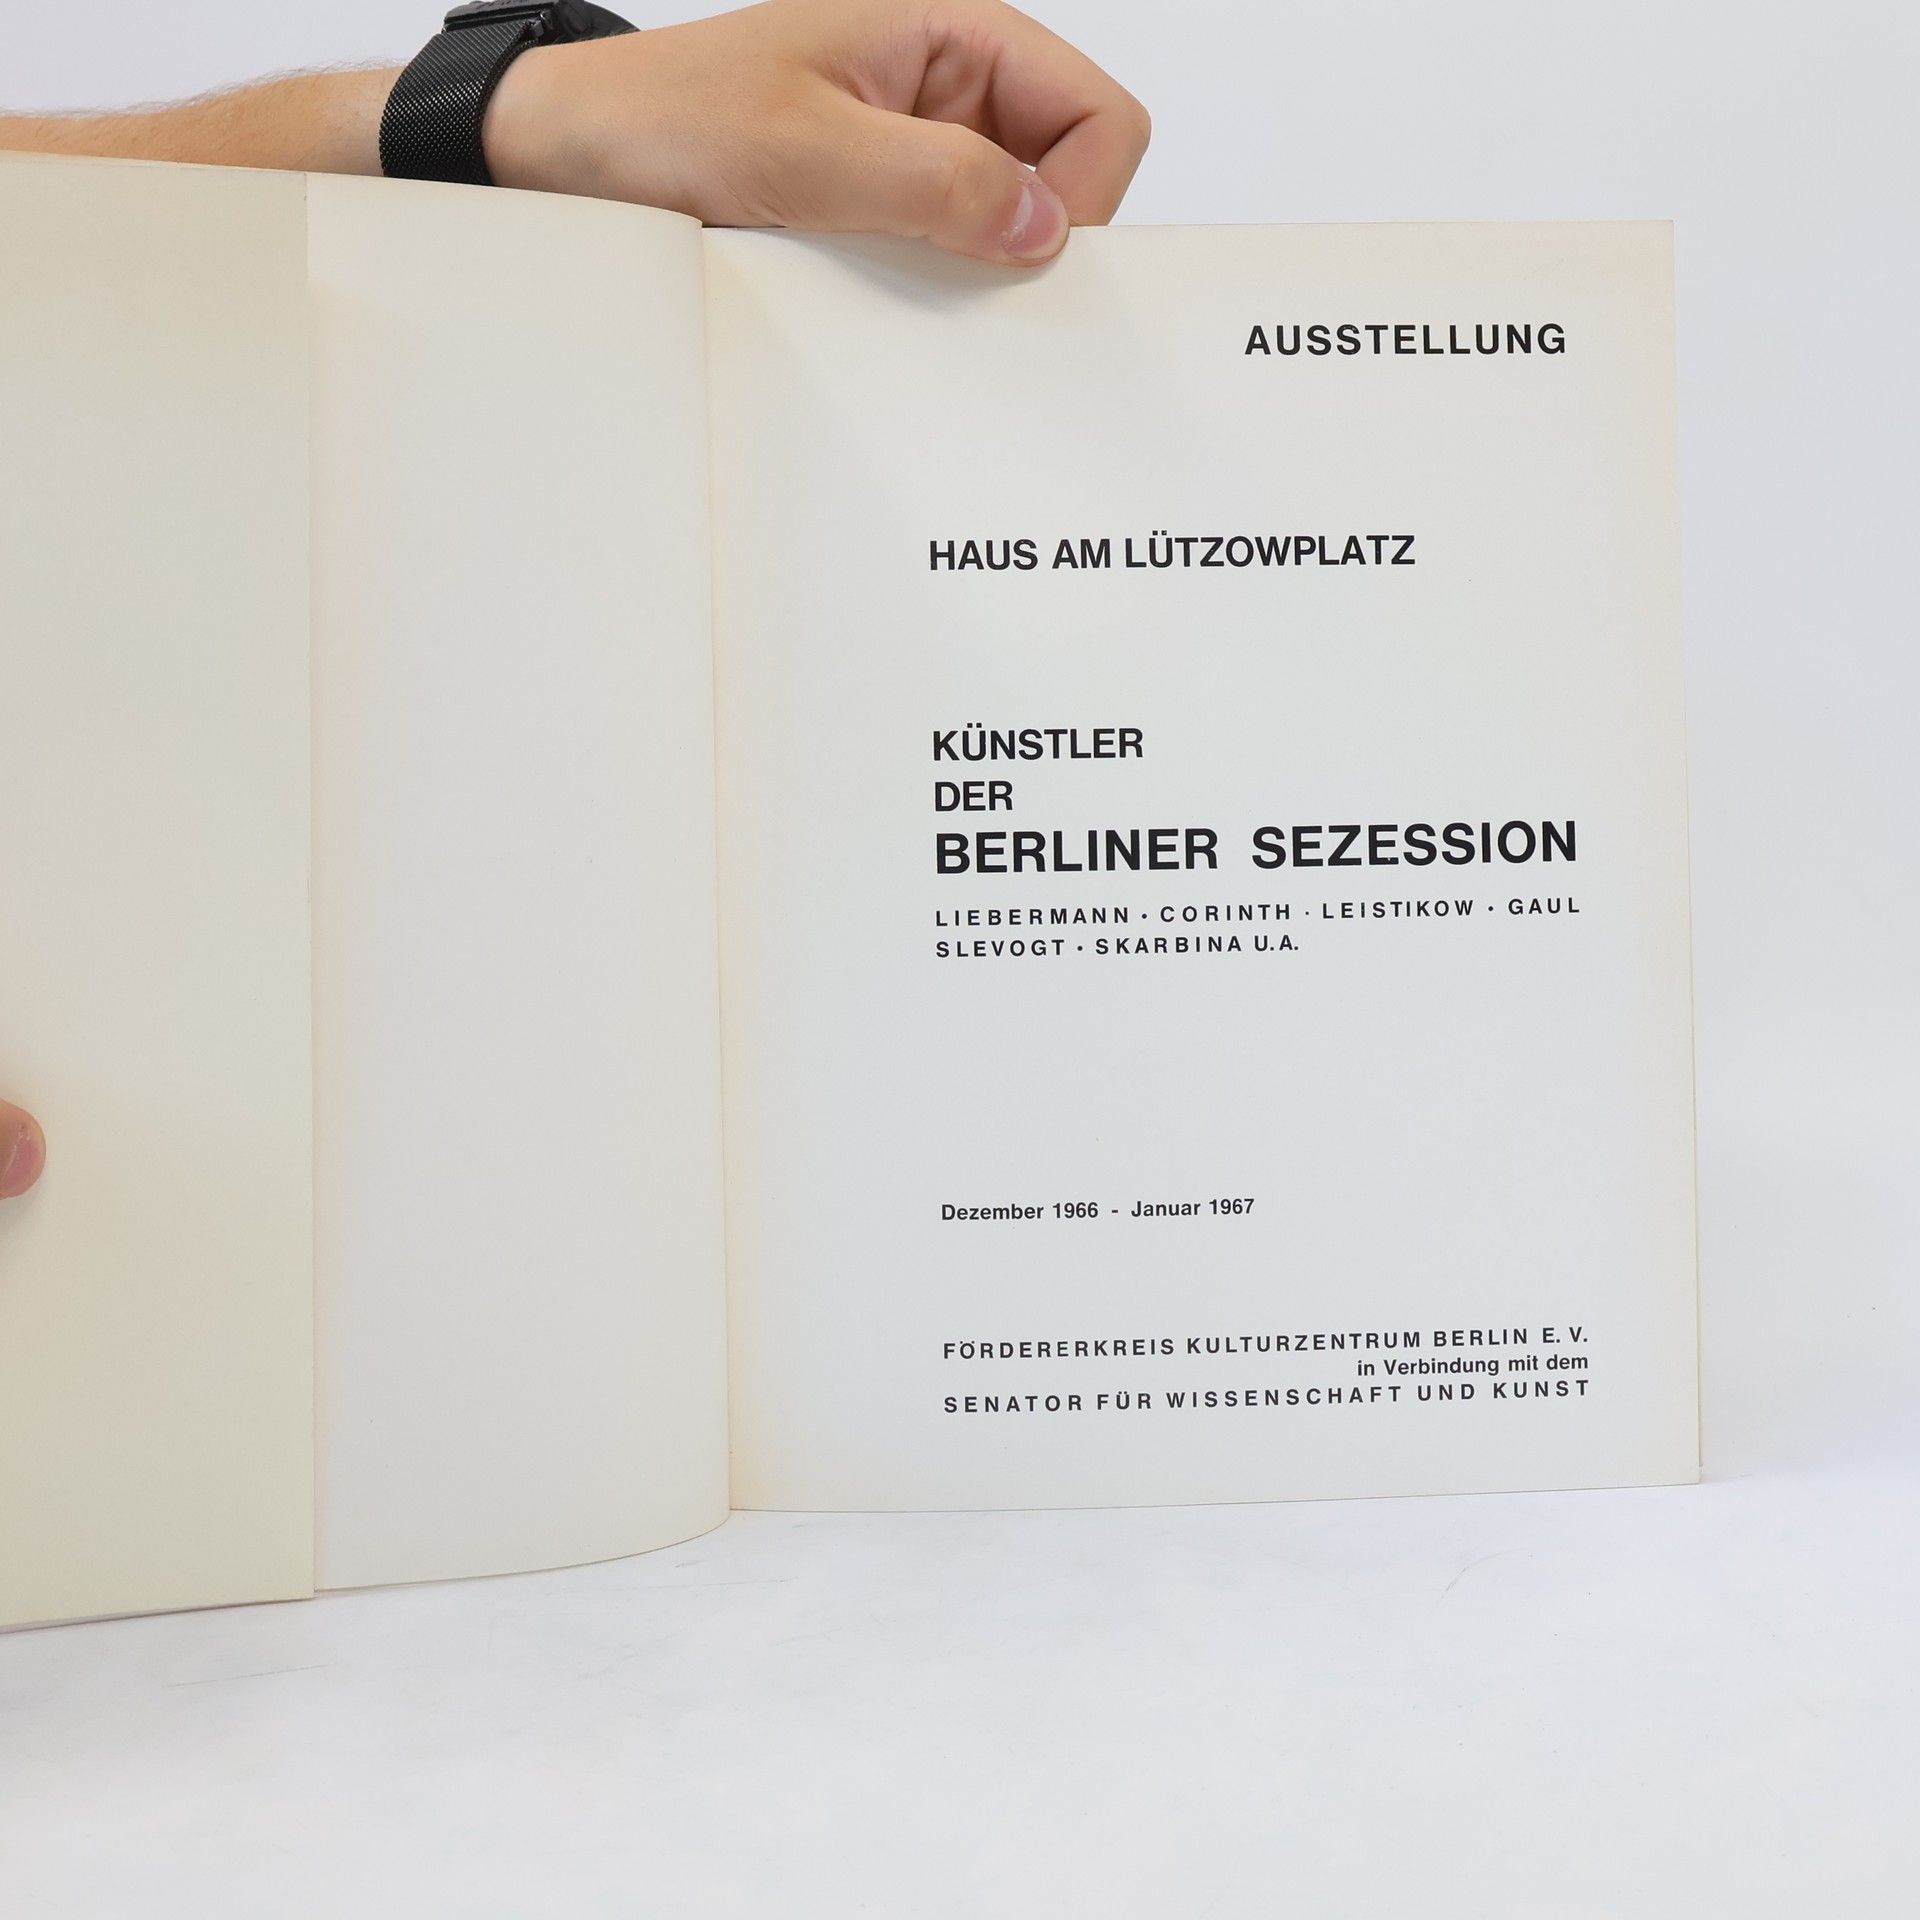 AUSSTELLUNG
HAUS AM LÜTZOWPLATZ
KÜNSTLER
DER
BERLINER SEZESSION
LIEBERMANN • CORINTH · LEISTIKOW • GAUL
SLEVOGT • SKARBINA U.A.
Dezember 1966 - Januar 1967
FÖRDERERKREIS KULTURZENTRUM BERLIN E. V.
in Verbindung mit dem
SENATOR FÜR WISSENSCHAFT UND KUNST